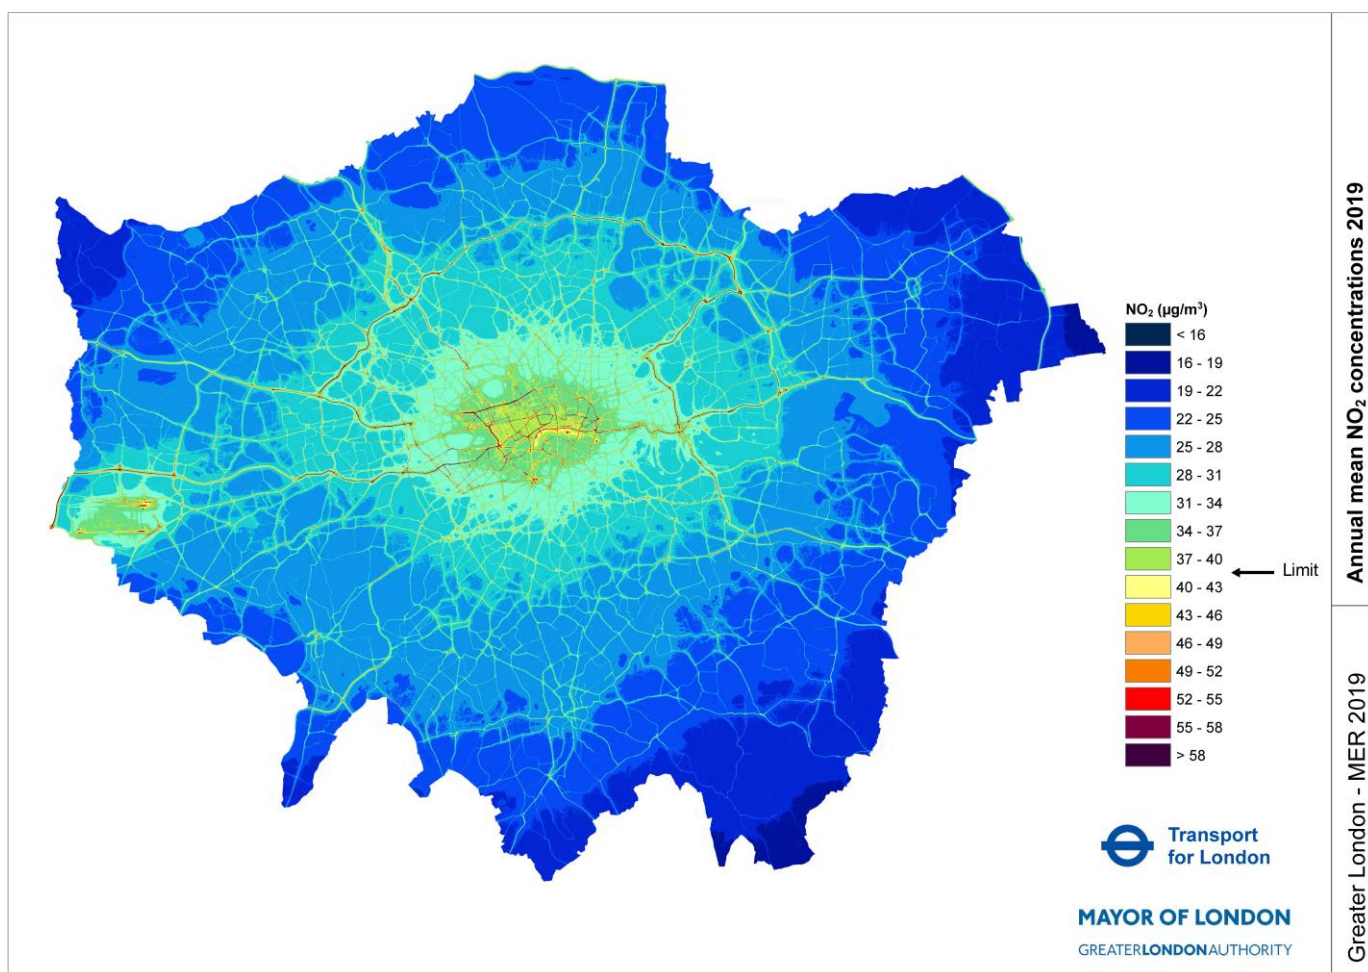 NO₂ (µg/m³)
< 16
16 - 19
19 - 22
22 - 25
25 - 28
28 - 31
31 - 34
34 - 37
37 - 40
40 - 43
43 - 46
46 - 49
49 - 52
52 - 55
55 - 58
> 58
Limit
Transport
for London
MAYOR OF LONDON
GREATERLONDONAUTHORITY
Annual mean NO₂ concentrations 2019
Greater London - MER 2019